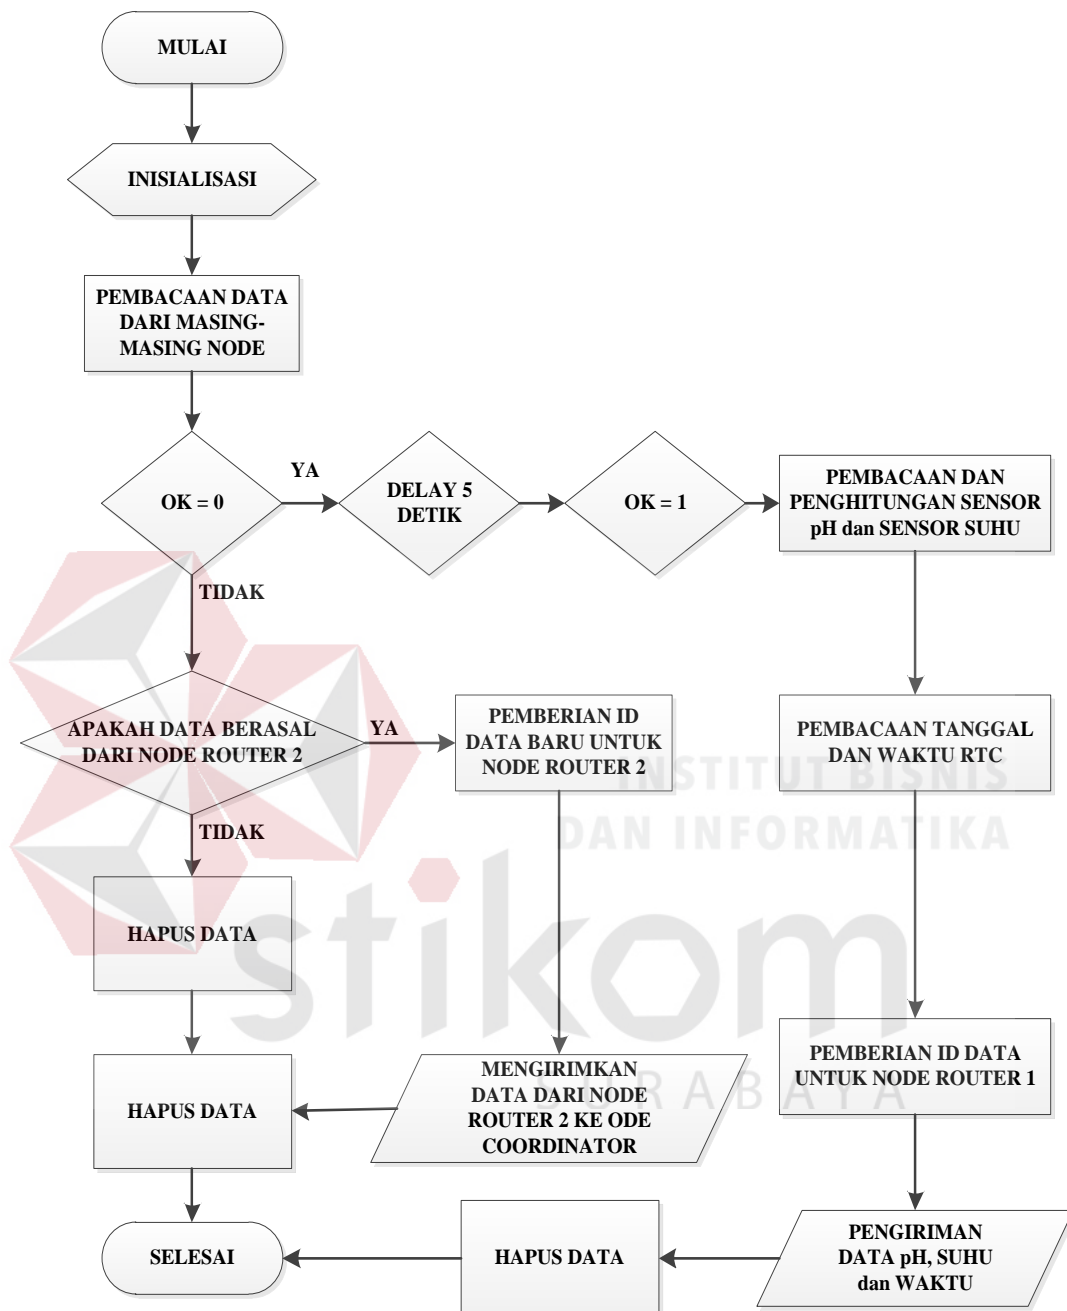 MULAI
INISIALISASI
PEMBACAAN DATA
DARI MASING-
MASING NODE
OK = 0
YA
DELAY 5
DETIK
OK = 1
PEMBACAAN DAN
PENGHITUNGAN SENSOR
pH dan SENSOR SUHU
TIDAK
APAKAH DATA BERASAL
DARI NODE ROUTER 2
YA
PEMBERIAN ID
DATA BARU UNTUK
NODE ROUTER 2
PEMBACAAN TANGGAL
DAN WAKTU RTC
INSTITUT BISNIS
DAN INFORMATIKA
TIDAK
HAPUS DATA
stikom
SURABAYA
HAPUS DATA
MENGIRIMKAN
DATA DARI NODE
ROUTER 2 KE ODE
COORDINATOR
PEMBERIAN ID DATA
UNTUK NODE ROUTER 1
SELESAI
HAPUS DATA
PENGIRIMAN
DATA pH, SUHU
dan WAKTU